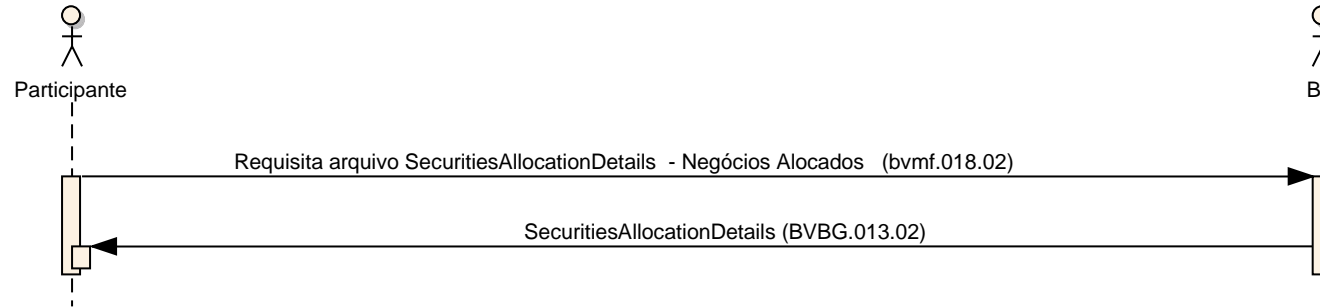 Participante
B
Requisita arquivo SecuritiesAllocationDetails - Negócios Alocados (bvmf.018.02)
SecuritiesAllocationDetails (BVBG.013.02)